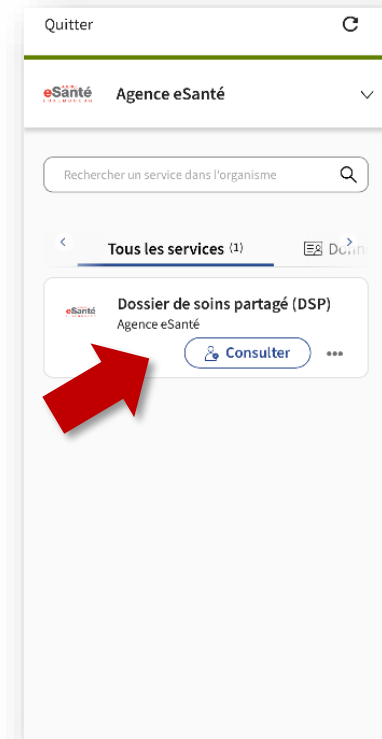 Quitter
eSanté
LUXEMBOURG
Agence eSanté
Rechercher un service dans l'organisme
Tous les services (1)
eSanté
Dossier de soins partagé (DSP)
Agence eSanté
Consulter